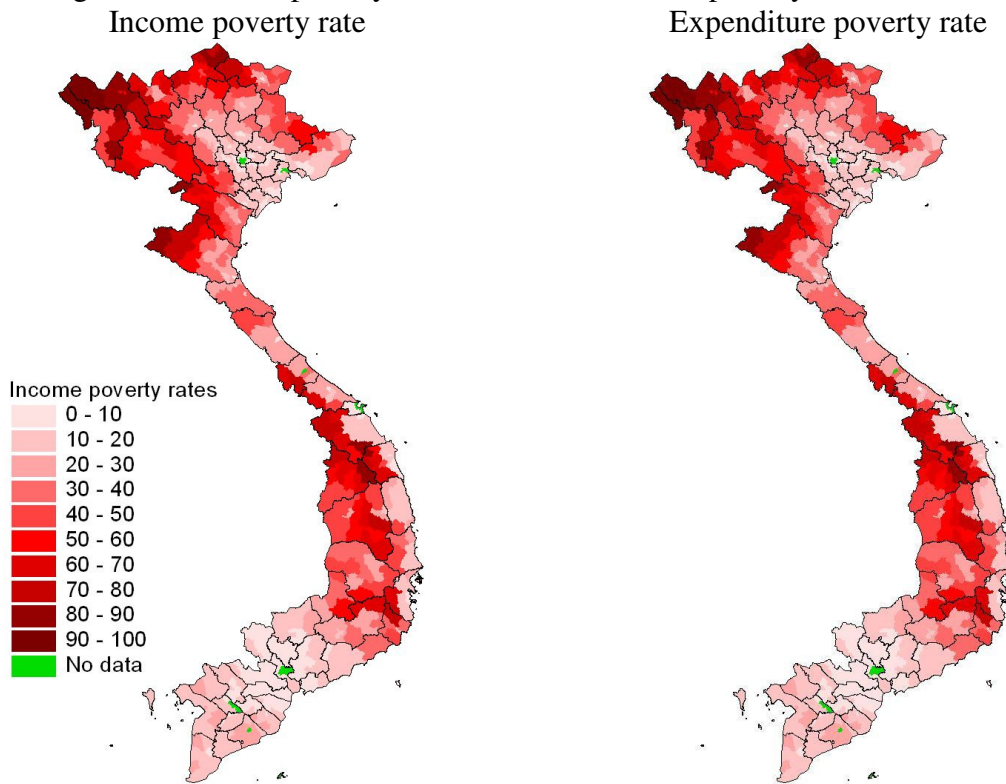 Income poverty rate
Expenditure poverty rate
Income poverty rates
0 - 10
10 - 20
20 - 30
30 - 40
40 - 50
50 - 60
60 - 70
70 - 80
80 - 90
90 - 100
No data